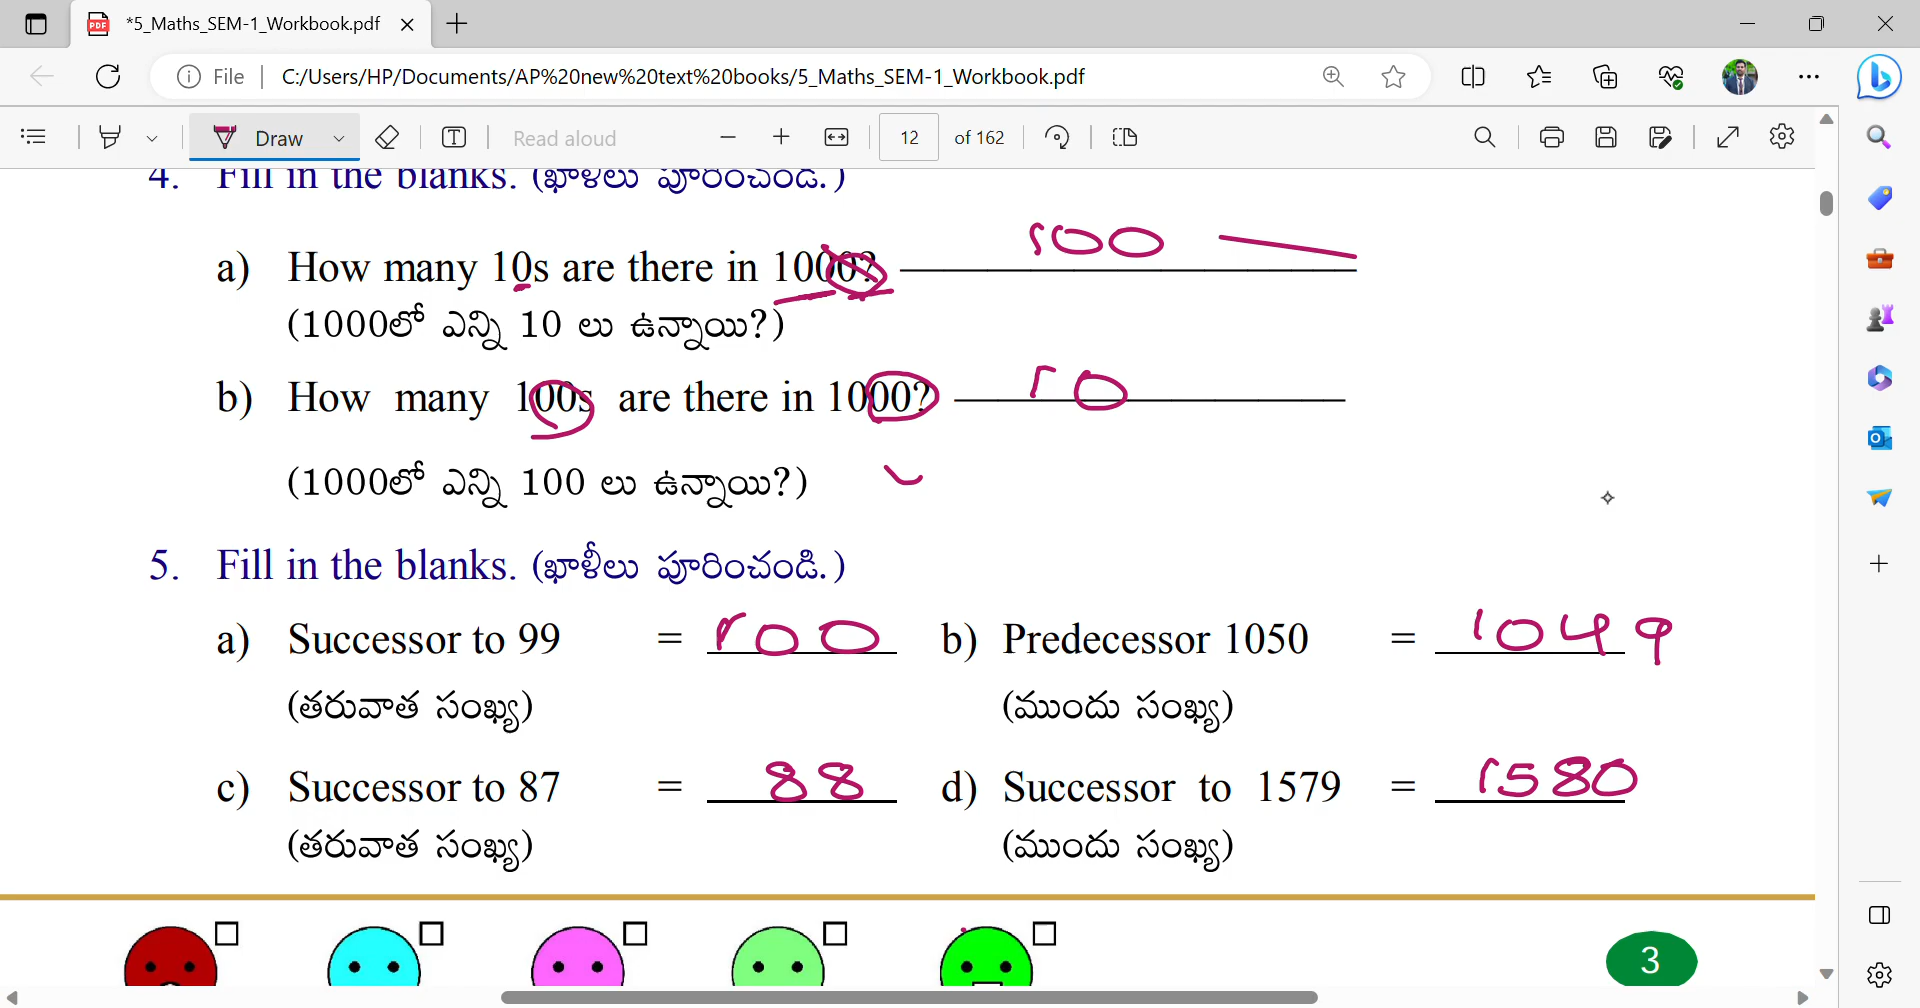 *5_Maths_SEM-1_Workbook.pdf
File C:/Users/HP/Documents/AP%20new%20text%20books/5_Maths_SEM-1_Workbook.pdf
Draw Read aloud 12 of 162
4. Fill in the blanks. (ఖాళీలు పూరించండి.)
a) How many 10s are there in 1000? 100
(1000లో ఎన్ని 10 లు ఉన్నాయి?)
b) How many 100s are there in 1000? 10
(1000లో ఎన్ని 100 లు ఉన్నాయి?)
5. Fill in the blanks. (ఖాళీలు పూరించండి.)
a) Successor to 99 = 100 b) Predecessor 1050 = 1049
(తరువాత సంఖ్య) (ముందు సంఖ్య)
c) Successor to 87 = 88 d) Successor to 1579 = 1580
(తరువాత సంఖ్య) (ముందు సంఖ్య)
3